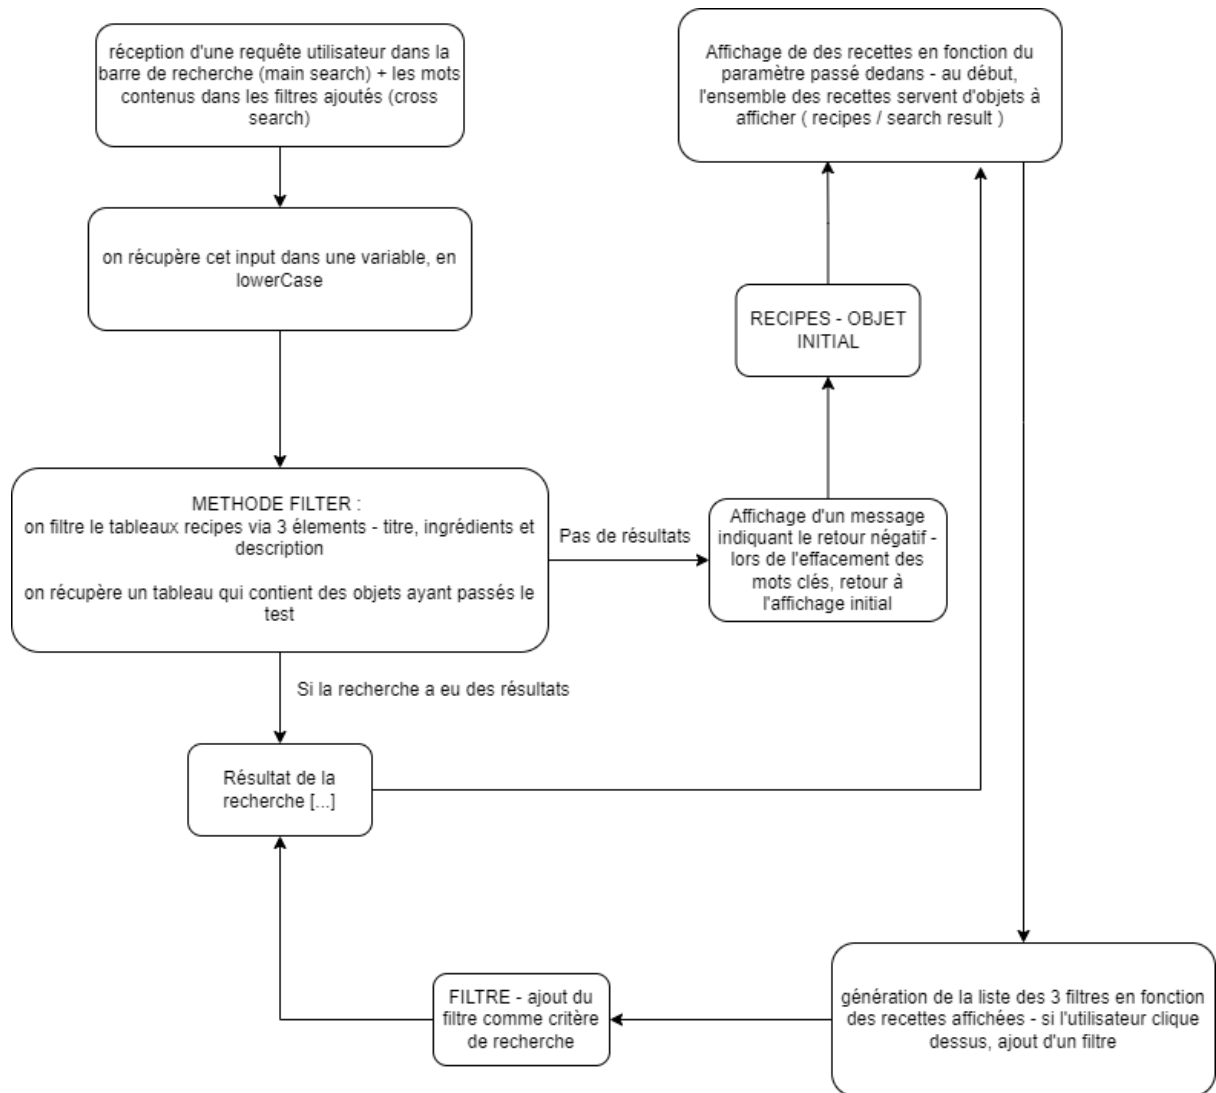 réception d'une requête utilisateur dans la
barre de recherche (main search) + les mots
contenus dans les filtres ajoutés (cross
search)
on récupère cet input dans une variable, en
lowerCase
METHODE FILTER :
on filtre le tableaux recipes via 3 élements - titre, ingrédients et
description
on récupère un tableau qui contient des objets ayant passés le
test
Pas de résultats
Affichage d'un message
indiquant le retour négatif -
lors de l'effacement des
mots clés, retour à
l'affichage initial
RECIPES - OBJET
INITIAL
Affichage de des recettes en fonction du
paramètre passé dedans - au début,
l'ensemble des recettes servent d'objets à
afficher ( recipes / search result )
Si la recherche a eu des résultats
Résultat de la
recherche [...]
génération de la liste des 3 filtres en fonction
des recettes affichées - si l'utilisateur clique
dessus, ajout d'un filtre
FILTRE - ajout du
filtre comme critère
de recherche